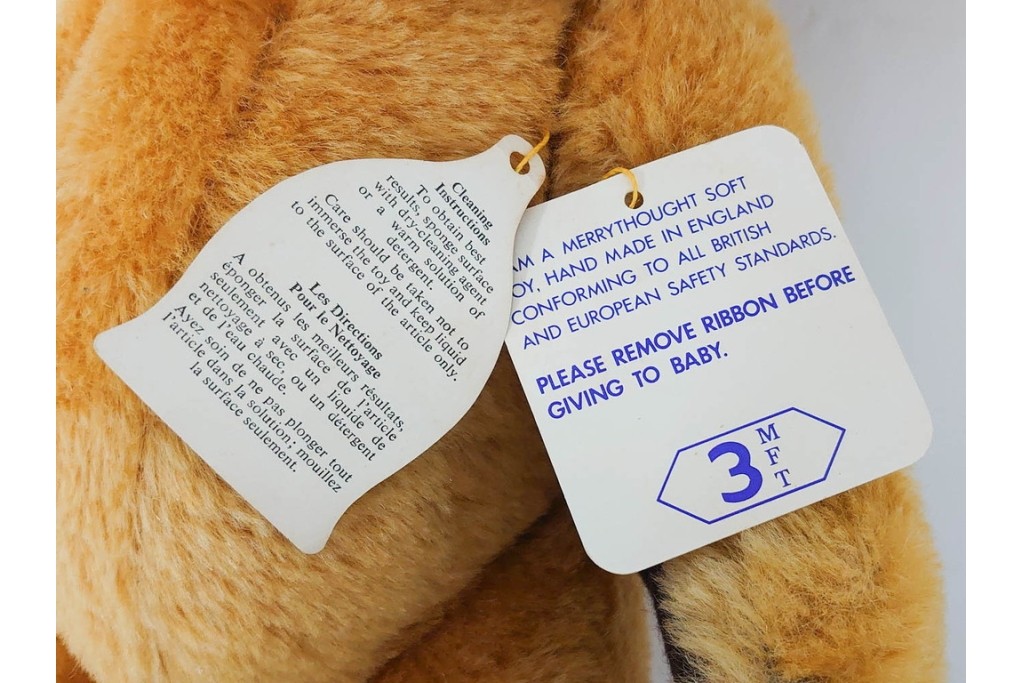 Cleaning
Instructions
To obtain best
results, sponge surface
with dry-cleaning agent
or a warm solution of
detergent.
Care should be taken not to
immerse the toy and keep liquid
to the surface of the article only.
Les Directions
Pour le Nettoyage
A obtenus les meilleurs résultats,
éponger la surface de l'article
seulement avec un liquide de
nettoyage à sec, ou un détergent
et de l'eau chaude.
Ayez soin de ne pas plonger tout
l'article dans la solution; mouillez
la surface seulement.
AM A MERRYTHOUGHT SOFT
OY, HAND MADE IN ENGLAND
CONFORMING TO ALL BRITISH
AND EUROPEAN SAFETY STANDARDS.
PLEASE REMOVE RIBBON BEFORE
GIVING TO BABY.
3 MFT